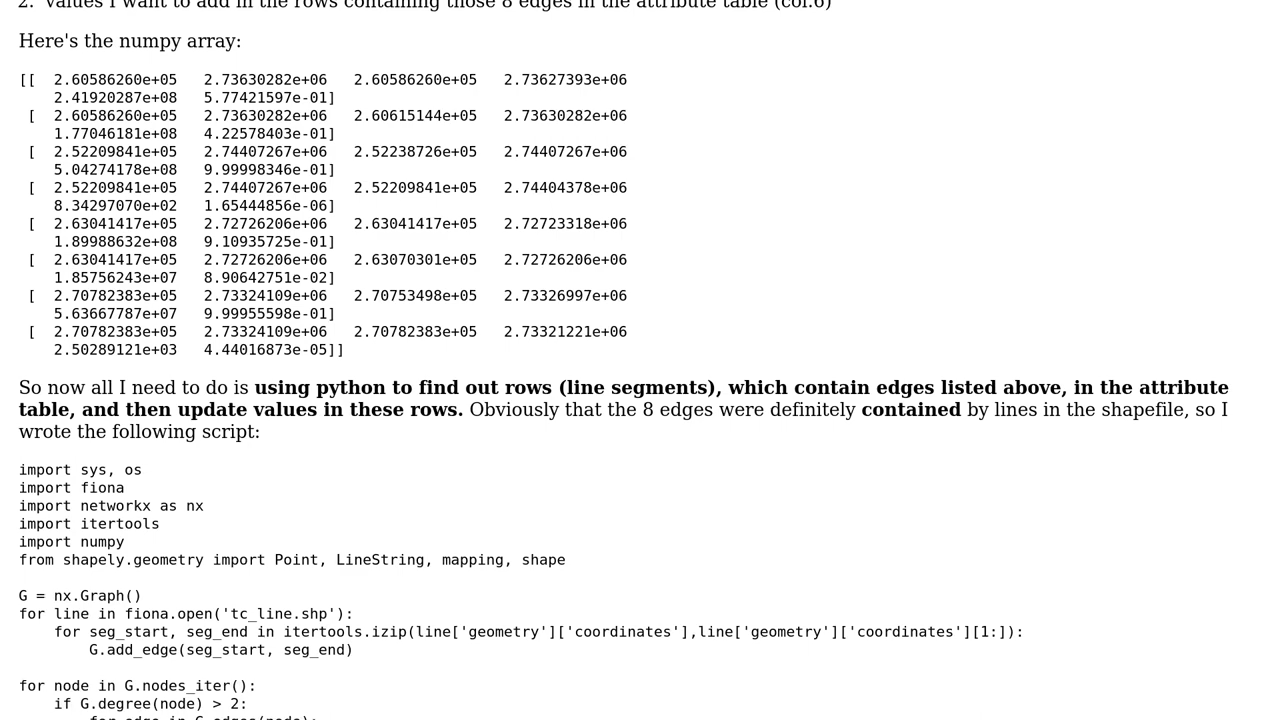 2. values I want to add in the rows containing those 8 edges in the attribute table (col.6)
Here's the numpy array:
[[  2.60586260e+05   2.73630282e+06   2.60586260e+05   2.73627393e+06
    2.41920287e+08   5.77421597e-01]
 [  2.60586260e+05   2.73630282e+06   2.60615144e+05   2.73630282e+06
    1.77046181e+08   4.22578403e-01]
 [  2.52209841e+05   2.74407267e+06   2.52238726e+05   2.74407267e+06
    5.04274178e+08   9.99998346e-01]
 [  2.52209841e+05   2.74407267e+06   2.52209841e+05   2.74404378e+06
    8.34297070e+02   1.65444856e-06]
 [  2.63041417e+05   2.72726206e+06   2.63041417e+05   2.72723318e+06
    1.89988632e+08   9.10935725e-01]
 [  2.63041417e+05   2.72726206e+06   2.63070301e+05   2.72726206e+06
    1.85756243e+07   8.90642751e-02]
 [  2.70782383e+05   2.73324109e+06   2.70753498e+05   2.73326997e+06
    5.63667787e+07   9.99955598e-01]
 [  2.70782383e+05   2.73324109e+06   2.70782383e+05   2.73321221e+06
    2.50289121e+03   4.44016873e-05]]
So now all I need to do is using python to find out rows (line segments), which contain edges listed above, in the attribute
table, and then update values in these rows. Obviously that the 8 edges were definitely contained by lines in the shapefile, so I
wrote the following script:
import sys, os
import fiona
import networkx as nx
import itertools
import numpy
from shapely.geometry import Point, LineString, mapping, shape
G = nx.Graph()
for line in fiona.open('tc_line.shp'):
    for seg_start, seg_end in itertools.izip(line['geometry']['coordinates'],line['geometry']['coordinates'][1:]):
        G.add_edge(seg_start, seg_end)
for node in G.nodes_iter():
    if G.degree(node) > 2:
        for edge in G.edges(node):